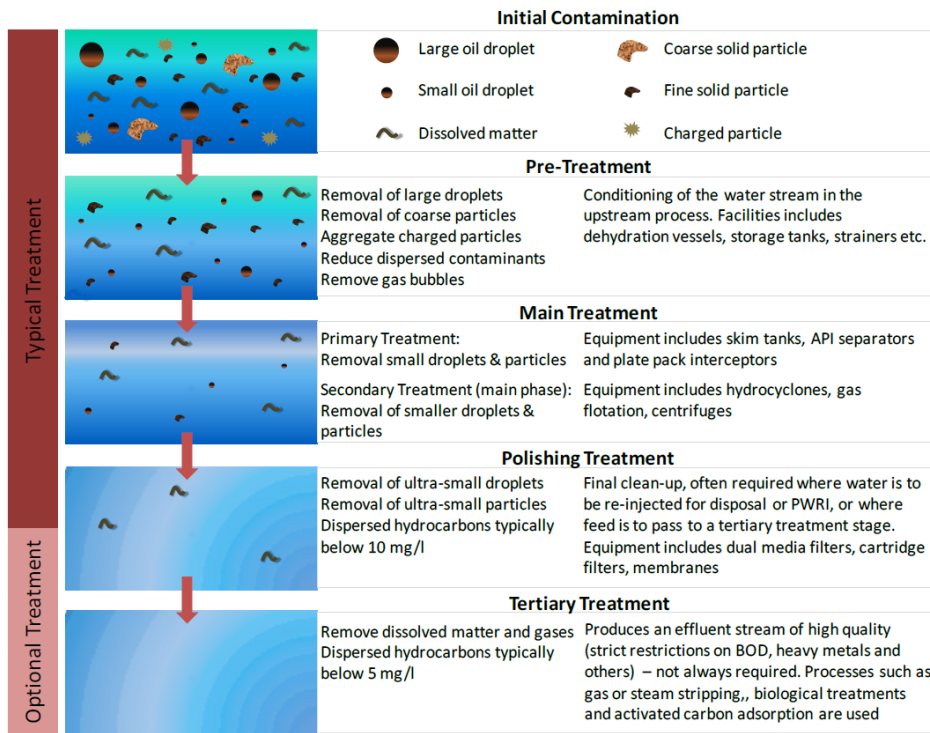 Initial Contamination
Large oil droplet
Coarse solid particle
Small oil droplet
Fine solid particle
Dissolved matter
Charged particle
Typical Treatment
Pre-Treatment
Removal of large droplets
Removal of coarse particles
Aggregate charged particles
Reduce dispersed contaminants
Remove gas bubbles
Conditioning of the water stream in the
upstream process. Facilities includes
dehydration vessels, storage tanks, strainers etc.
Main Treatment
Primary Treatment:
Removal small droplets & particles
Equipment includes skim tanks, API separators
and plate pack interceptors
Secondary Treatment (main phase):
Removal of smaller droplets &
particles
Equipment includes hydrocyclones, gas
flotation, centrifuges
Polishing Treatment
Removal of ultra-small droplets
Removal of ultra-small particles
Dispersed hydrocarbons typically
below 10 mg/l
Final clean-up, often required where water is to
be re-injected for disposal or PWRI, or where
feed is to pass to a tertiary treatment stage.
Equipment includes dual media filters, cartridge
filters, membranes
Optional Treatment
Tertiary Treatment
Remove dissolved matter and gases
Dispersed hydrocarbons typically
below 5 mg/l
Produces an effluent stream of high quality
(strict restrictions on BOD, heavy metals and
others) – not always required. Processes such as
gas or steam stripping,, biological treatments
and activated carbon adsorption are used